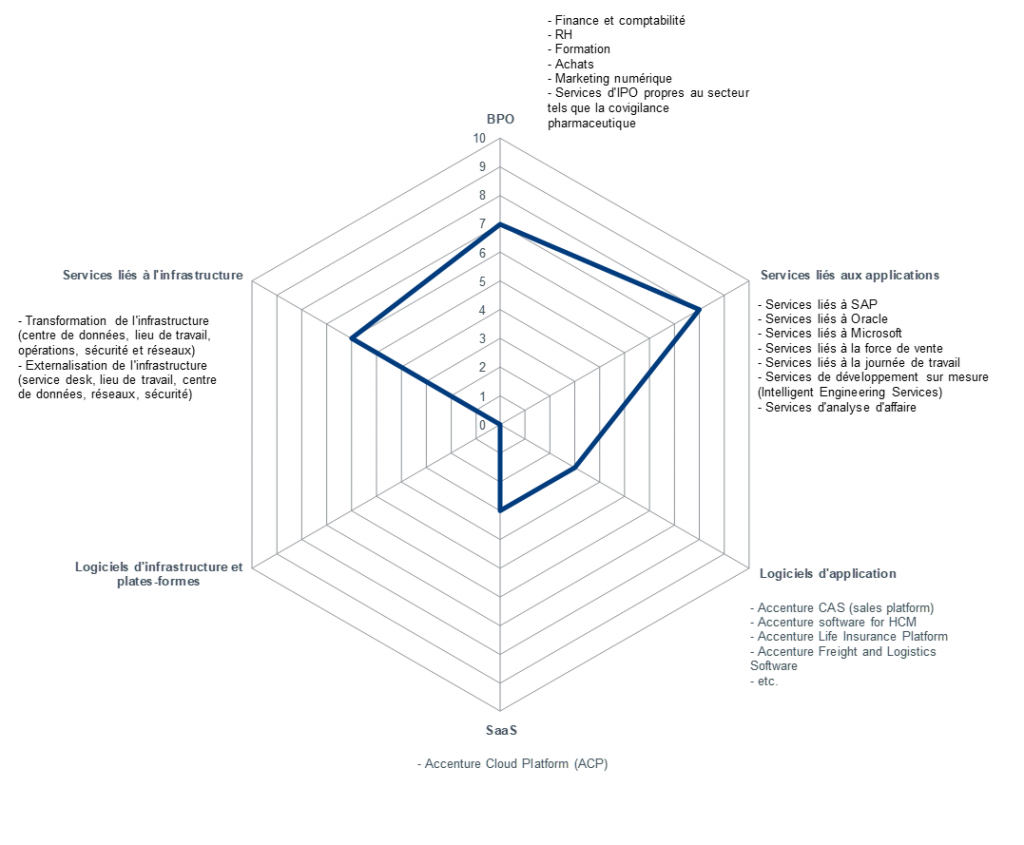 - Finance et comptabilité
- RH
- Formation
- Achats
- Marketing numérique
- Services d'IPO propres au secteur
tels que la covigilance
pharmaceutique
BPO
10
9
8
7
6
5
4
3
2
1
0
Services liés à l'infrastructure
- Transformation de l'infrastructure
(centre de données, lieu de travail,
opérations, sécurité et réseaux)
- Externalisation de l'infrastructure
(service desk, lieu de travail, centre
de données, réseaux, sécurité)
Services liés aux applications
- Services liés à SAP
- Services liés à Oracle
- Services liés à Microsoft
- Services liés à la force de vente
- Services liés à la journée de travail
- Services de développement sur mesure
(Intelligent Engineering Services)
- Services d'analyse d'affaire
Logiciels d'infrastructure et
plates-formes
Logiciels d'application
- Accenture CAS (sales platform)
- Accenture software for HCM
- Accenture Life Insurance Platform
- Accenture Freight and Logistics
Software
- etc.
SaaS
- Accenture Cloud Platform (ACP)